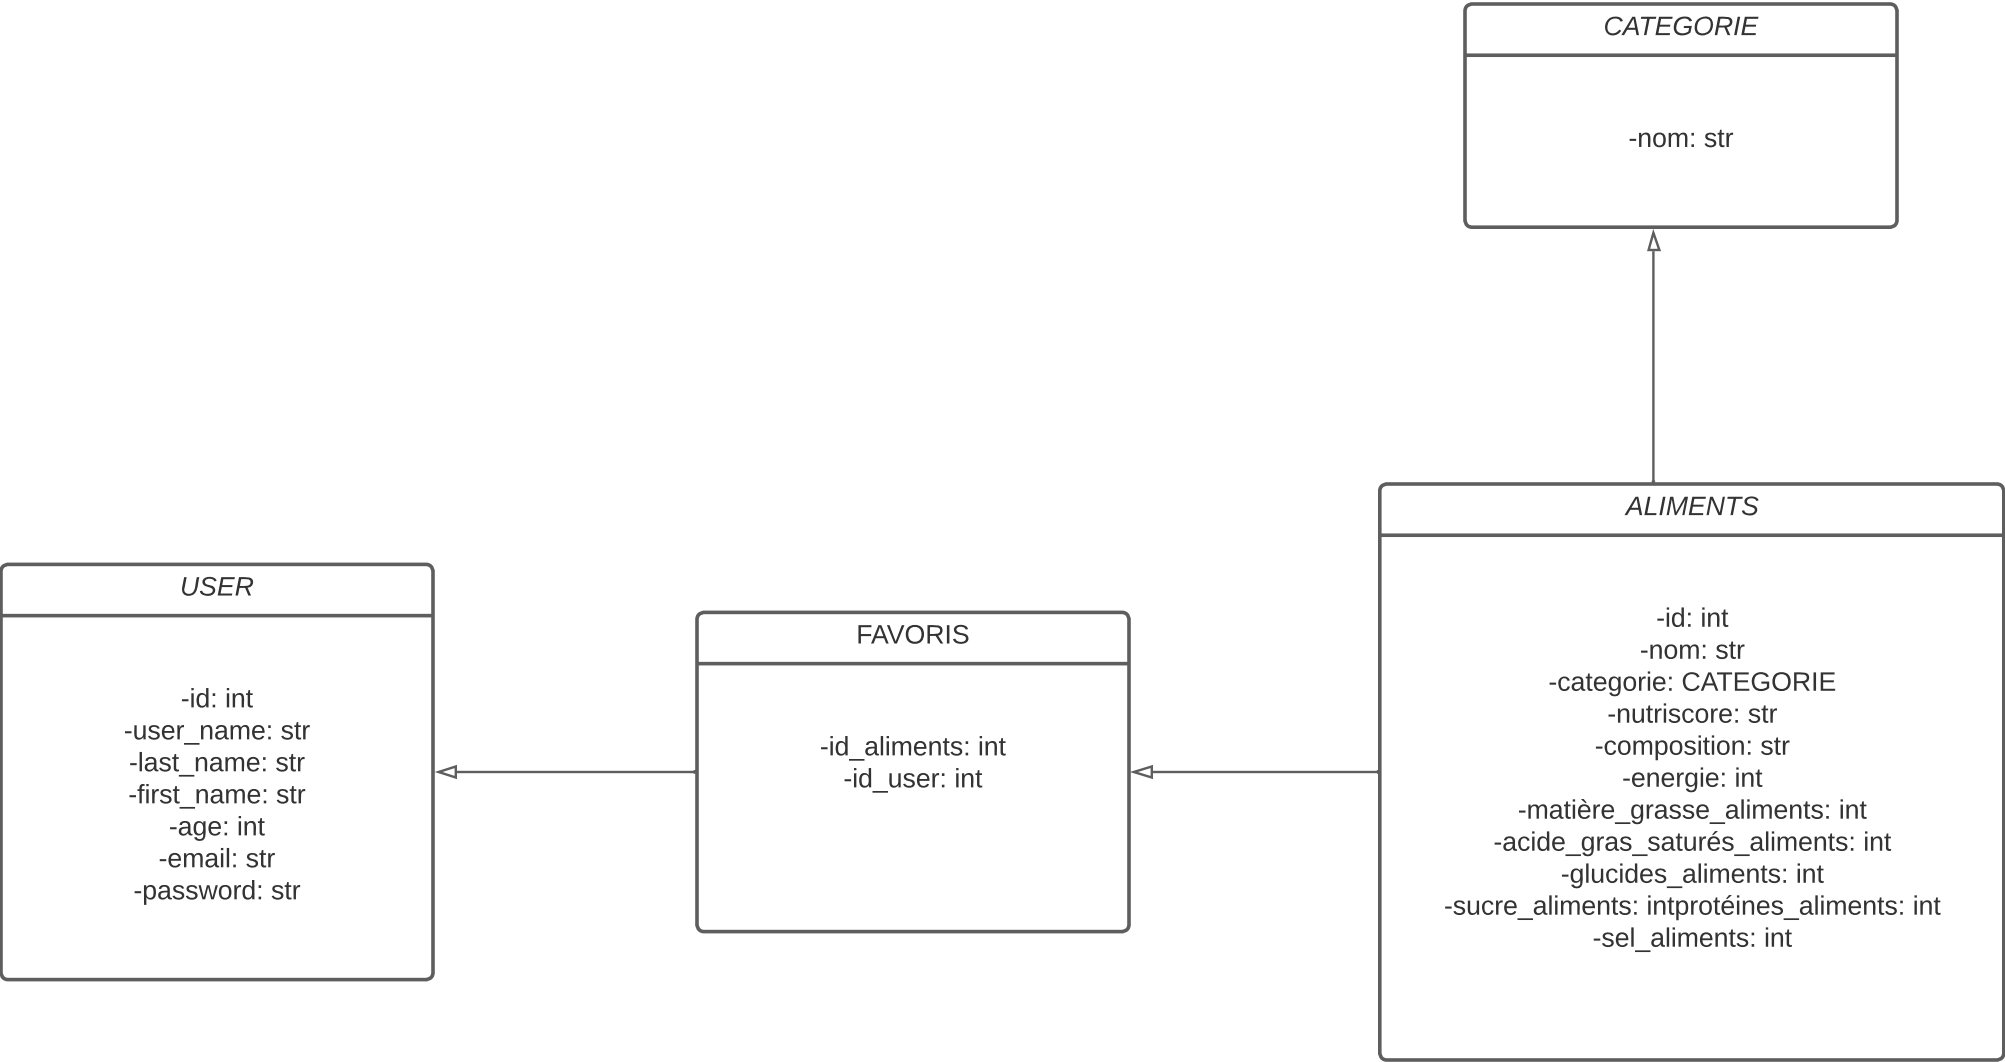 CATEGORIE
-nom: str
USER
-id: int
-user_name: str
-last_name: str
-first_name: str
-age: int
-email: str
-password: str
FAVORIS
-id_aliments: int
-id_user: int
ALIMENTS
-id: int
-nom: str
-categorie: CATEGORIE
-nutriscore: str
-composition: str
-energie: int
-matière_grasse_aliments: int
-acide_gras_saturés_aliments: int
-glucides_aliments: int
-sucre_aliments: intprotéines_aliments: int
-sel_aliments: int